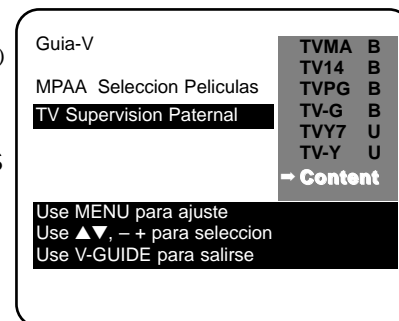 Guia-V
MPAA Seleccion Peliculas
TV Supervision Paternal
TVMA B
TV14 B
TVPG B
TV-G B
TVY7 U
TV-Y U
➡ Content
Use MENU para ajuste
Use ▲▼, – + para seleccion
Use V-GUIDE para salirse